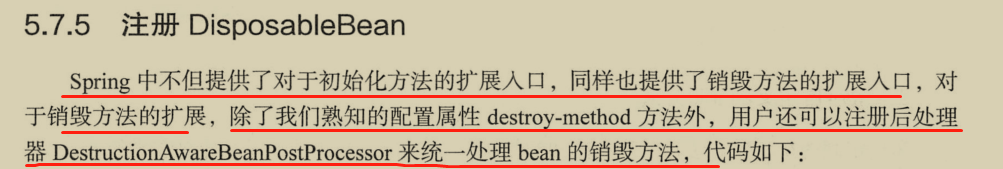 5.7.5 注册 DisposableBean
Spring 中不但提供了对于初始化方法的扩展入口，同样也提供了销毁方法的扩展入口，对
于销毁方法的扩展，除了我们熟知的配置属性 destroy-method 方法外，用户还可以注册后处理
器 DestructionAwareBeanPostProcessor 来统一处理 bean 的销毁方法，代码如下：